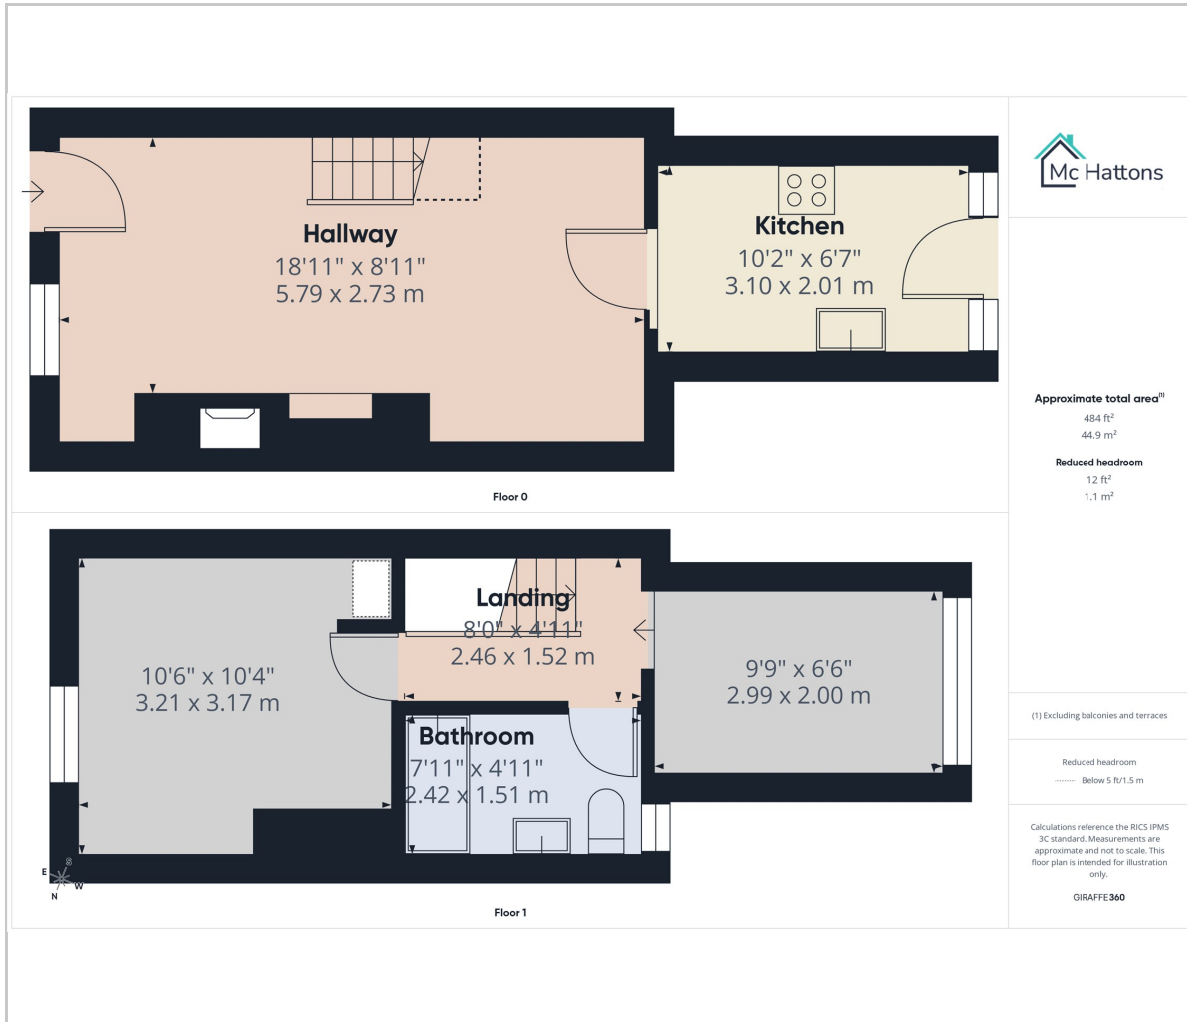 Hallway
18'11" x 8'11"
5.79 x 2.73 m
Kitchen
10'2" x 6'7"
3.10 x 2.01 m
Floor 0
10'6" x 10'4"
3.21 x 3.17 m
Landing
8'0" x 4'11"
2.46 x 1.52 m
9'9" x 6'6"
2.99 x 2.00 m
Bathroom
7'11" x 4'11"
2.42 x 1.51 m
E
S
W
N
Floor 1
Mc Hattons
Approximate total area(1)
484 ft²
44.9 m²
Reduced headroom
12 ft²
1.1 m²
(1) Excluding balconies and terraces
Reduced headroom
Below 5 ft/1.5 m
Calculations reference the RICS IPMS
3C standard. Measurements are
approximate and not to scale. This
floor plan is intended for illustration
only.
GIRAFFE360